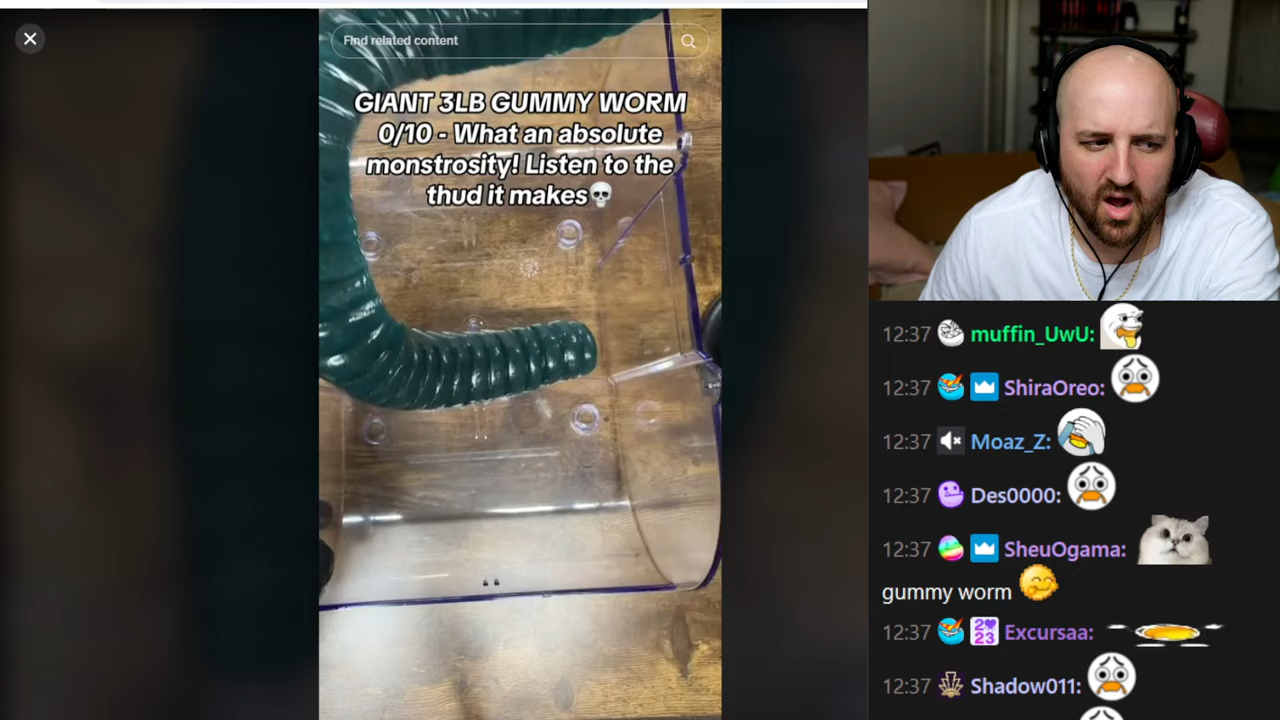 Find related content
GIANT 3LB GUMMY WORM
0/10 - What an absolute
monstrosity! Listen to the
thud it makes💀
12:37 muffin_UwU:
12:37 ShiraOreo:
12:37 Moaz_Z:
12:37 Des0000:
12:37 SheuOgama:
gummy worm
12:37 2023 Excursaa:
12:37 Shadow011: